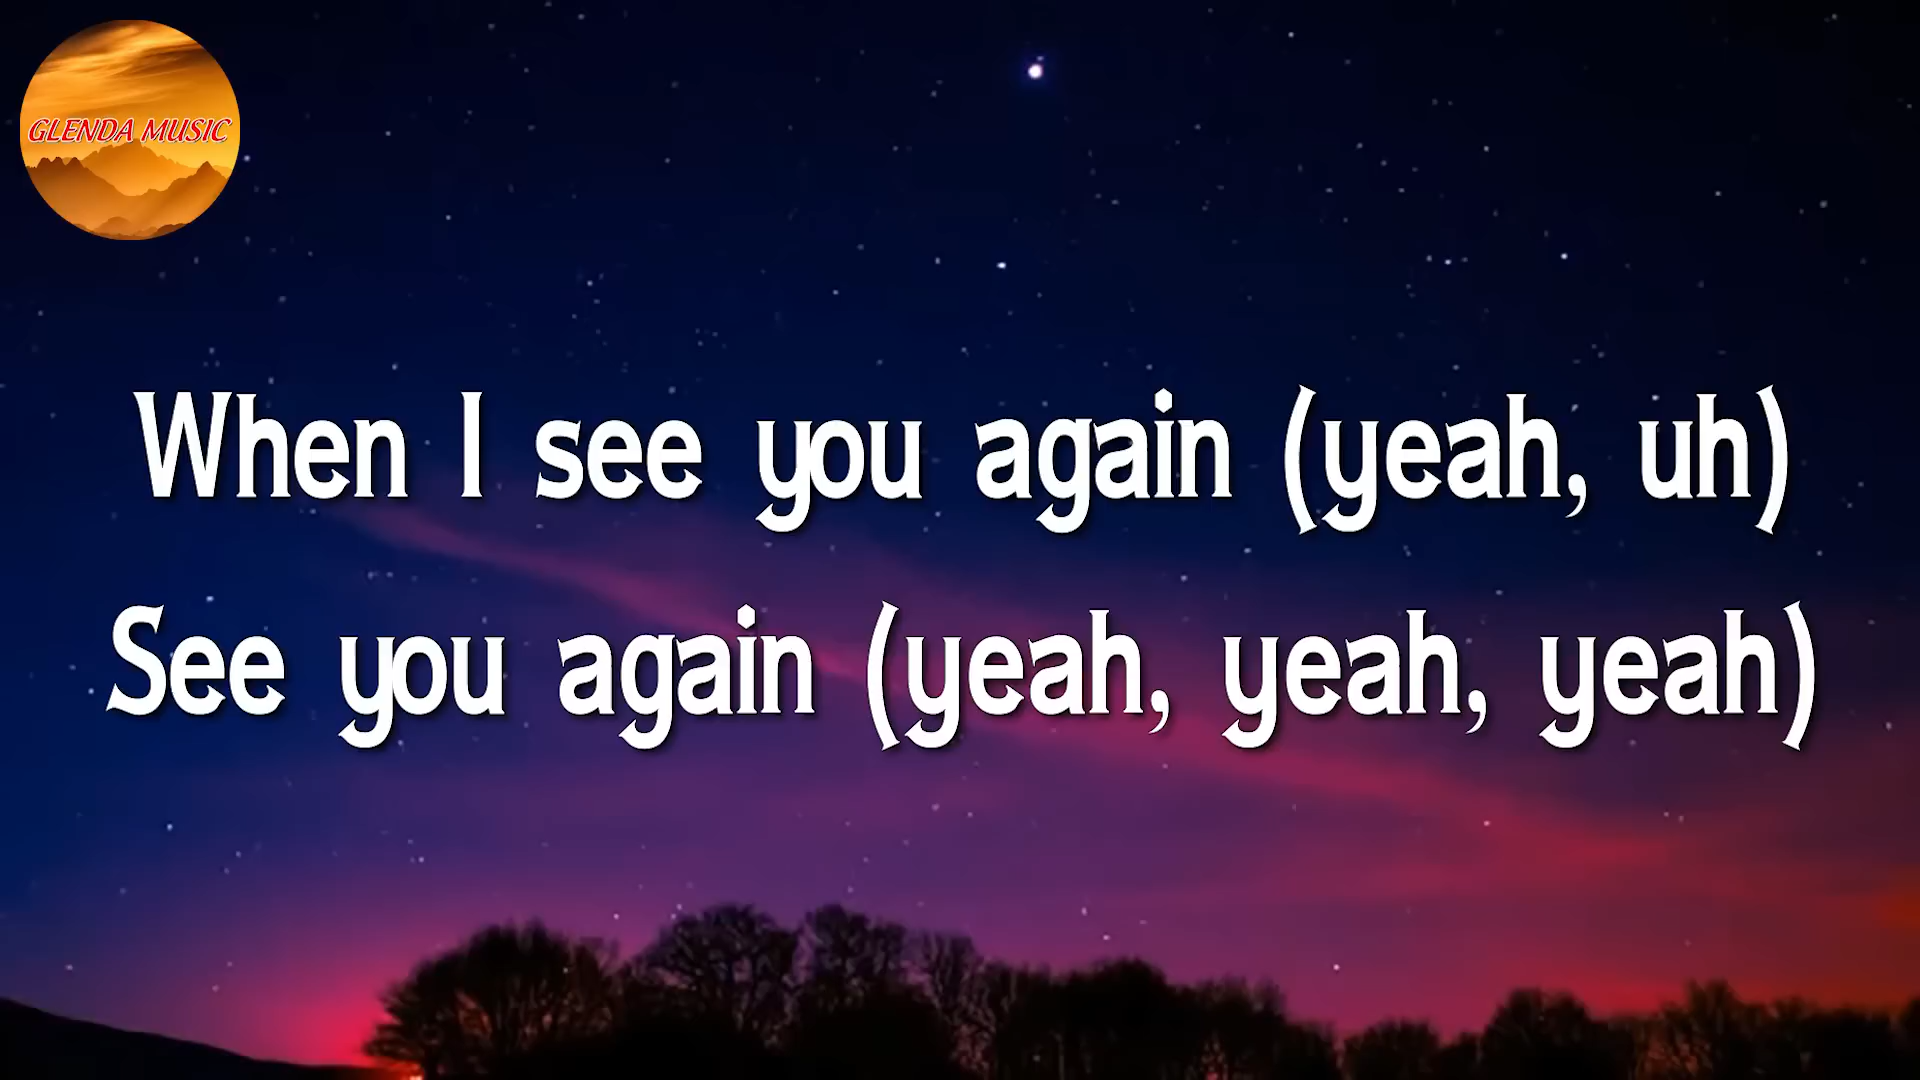 GLENDA MUSIC
When I see you again (yeah, uh)
See you again (yeah, yeah, yeah)